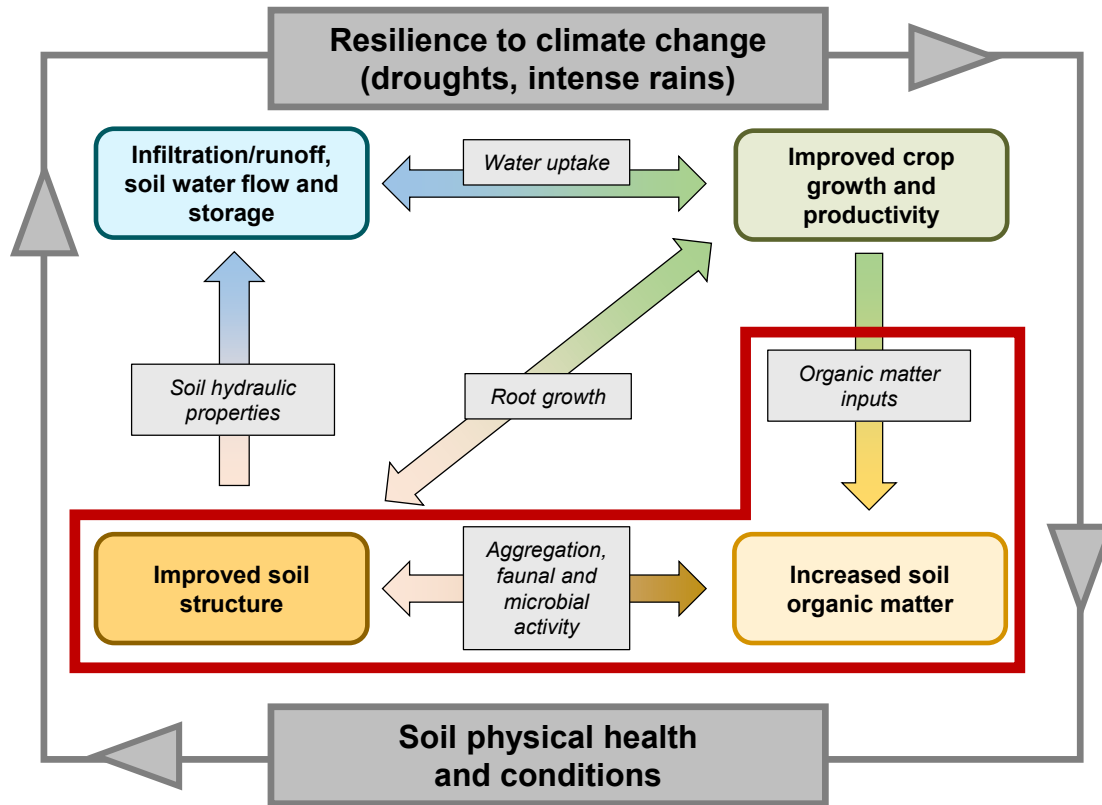 Resilience to climate change
(droughts, intense rains)
Infiltration/runoff,
soil water flow and
storage
Water uptake
Improved crop
growth and
productivity
Soil hydraulic
properties
Root growth
Organic matter
inputs
Improved soil
structure
Aggregation,
faunal and
microbial
activity
Increased soil
organic matter
Soil physical health
and conditions